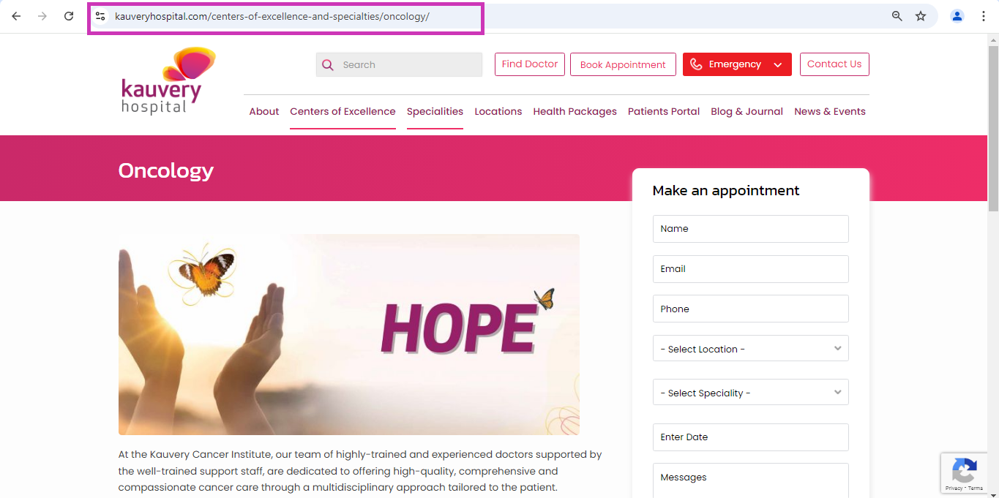 kauveryhospital.com/centers-of-excellence-and-specialties/oncology/
kauvery
hospital
Search
Find Doctor
Book Appointment
Emergency
Contact Us
About
Centers of Excellence
Specialities
Locations
Health Packages
Patients Portal
Blog & Journal
News & Events
Oncology
Make an appointment
Name
Email
Phone
- Select Location -
- Select Speciality -
Enter Date
Messages
HOPE
At the Kauvery Cancer Institute, our team of highly-trained and experienced doctors supported by
the well-trained support staff, are dedicated to offering high-quality, comprehensive and
compassionate cancer care through a multidisciplinary approach tailored to the patient.
Privacy - Terms